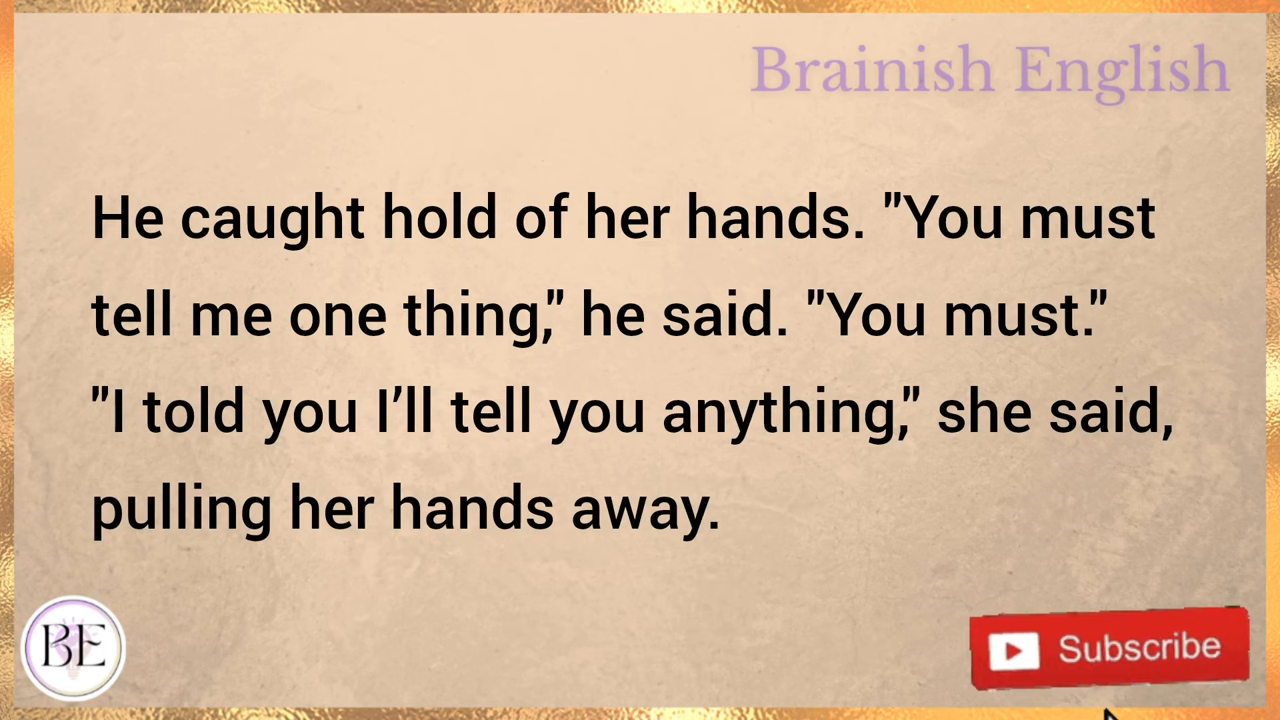 Brainish English
He caught hold of her hands. "You must
tell me one thing," he said. "You must."
"I told you I’ll tell you anything," she said,
pulling her hands away.
BE
Subscribe